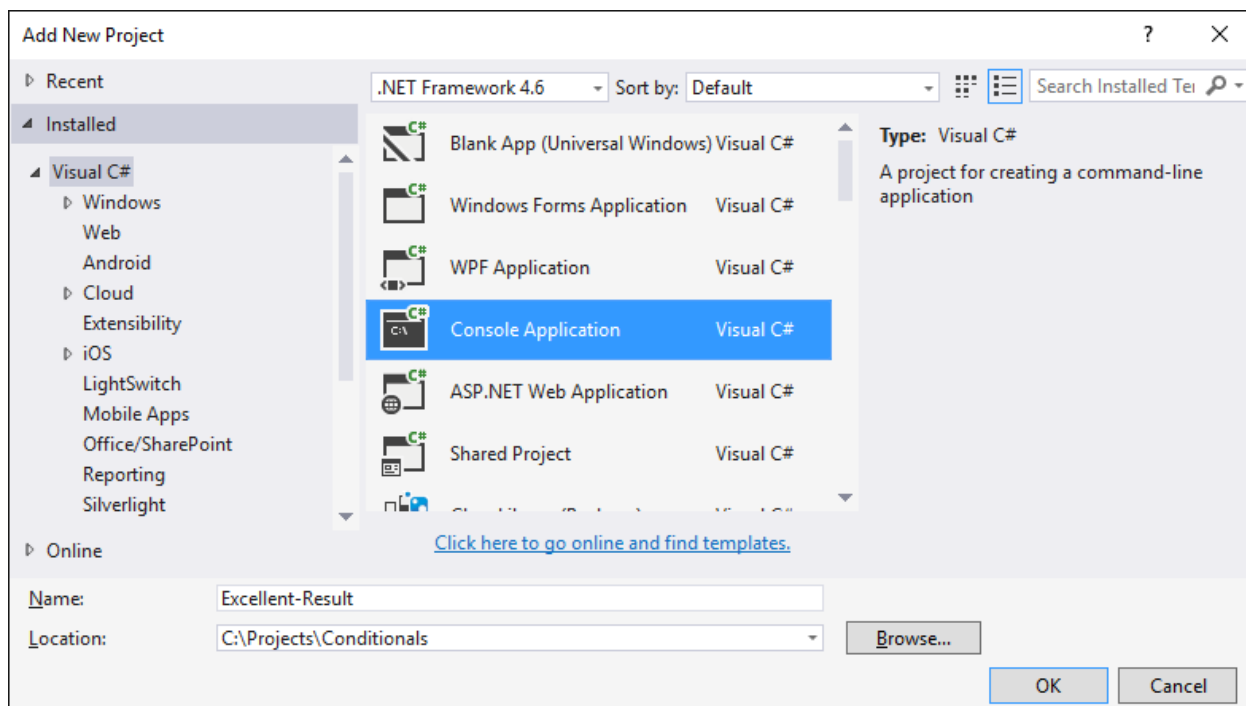 Add New Project
?
Recent
.NET Framework 4.6
Sort by:
Default
Search Installed Te
Installed
Visual C#
Windows
Web
Android
Cloud
Extensibility
iOS
LightSwitch
Mobile Apps
Office/SharePoint
Reporting
Silverlight
Online
C# Blank App (Universal Windows) Visual C#
C# Windows Forms Application Visual C#
C# WPF Application Visual C#
C# C:\ Console Application Visual C#
C# ASP.NET Web Application Visual C#
C# Shared Project Visual C#
Type: Visual C#
A project for creating a command-line
application
Click here to go online and find templates.
Name: Excellent-Result
Location: C:\Projects\Conditionals
Browse...
OK
Cancel